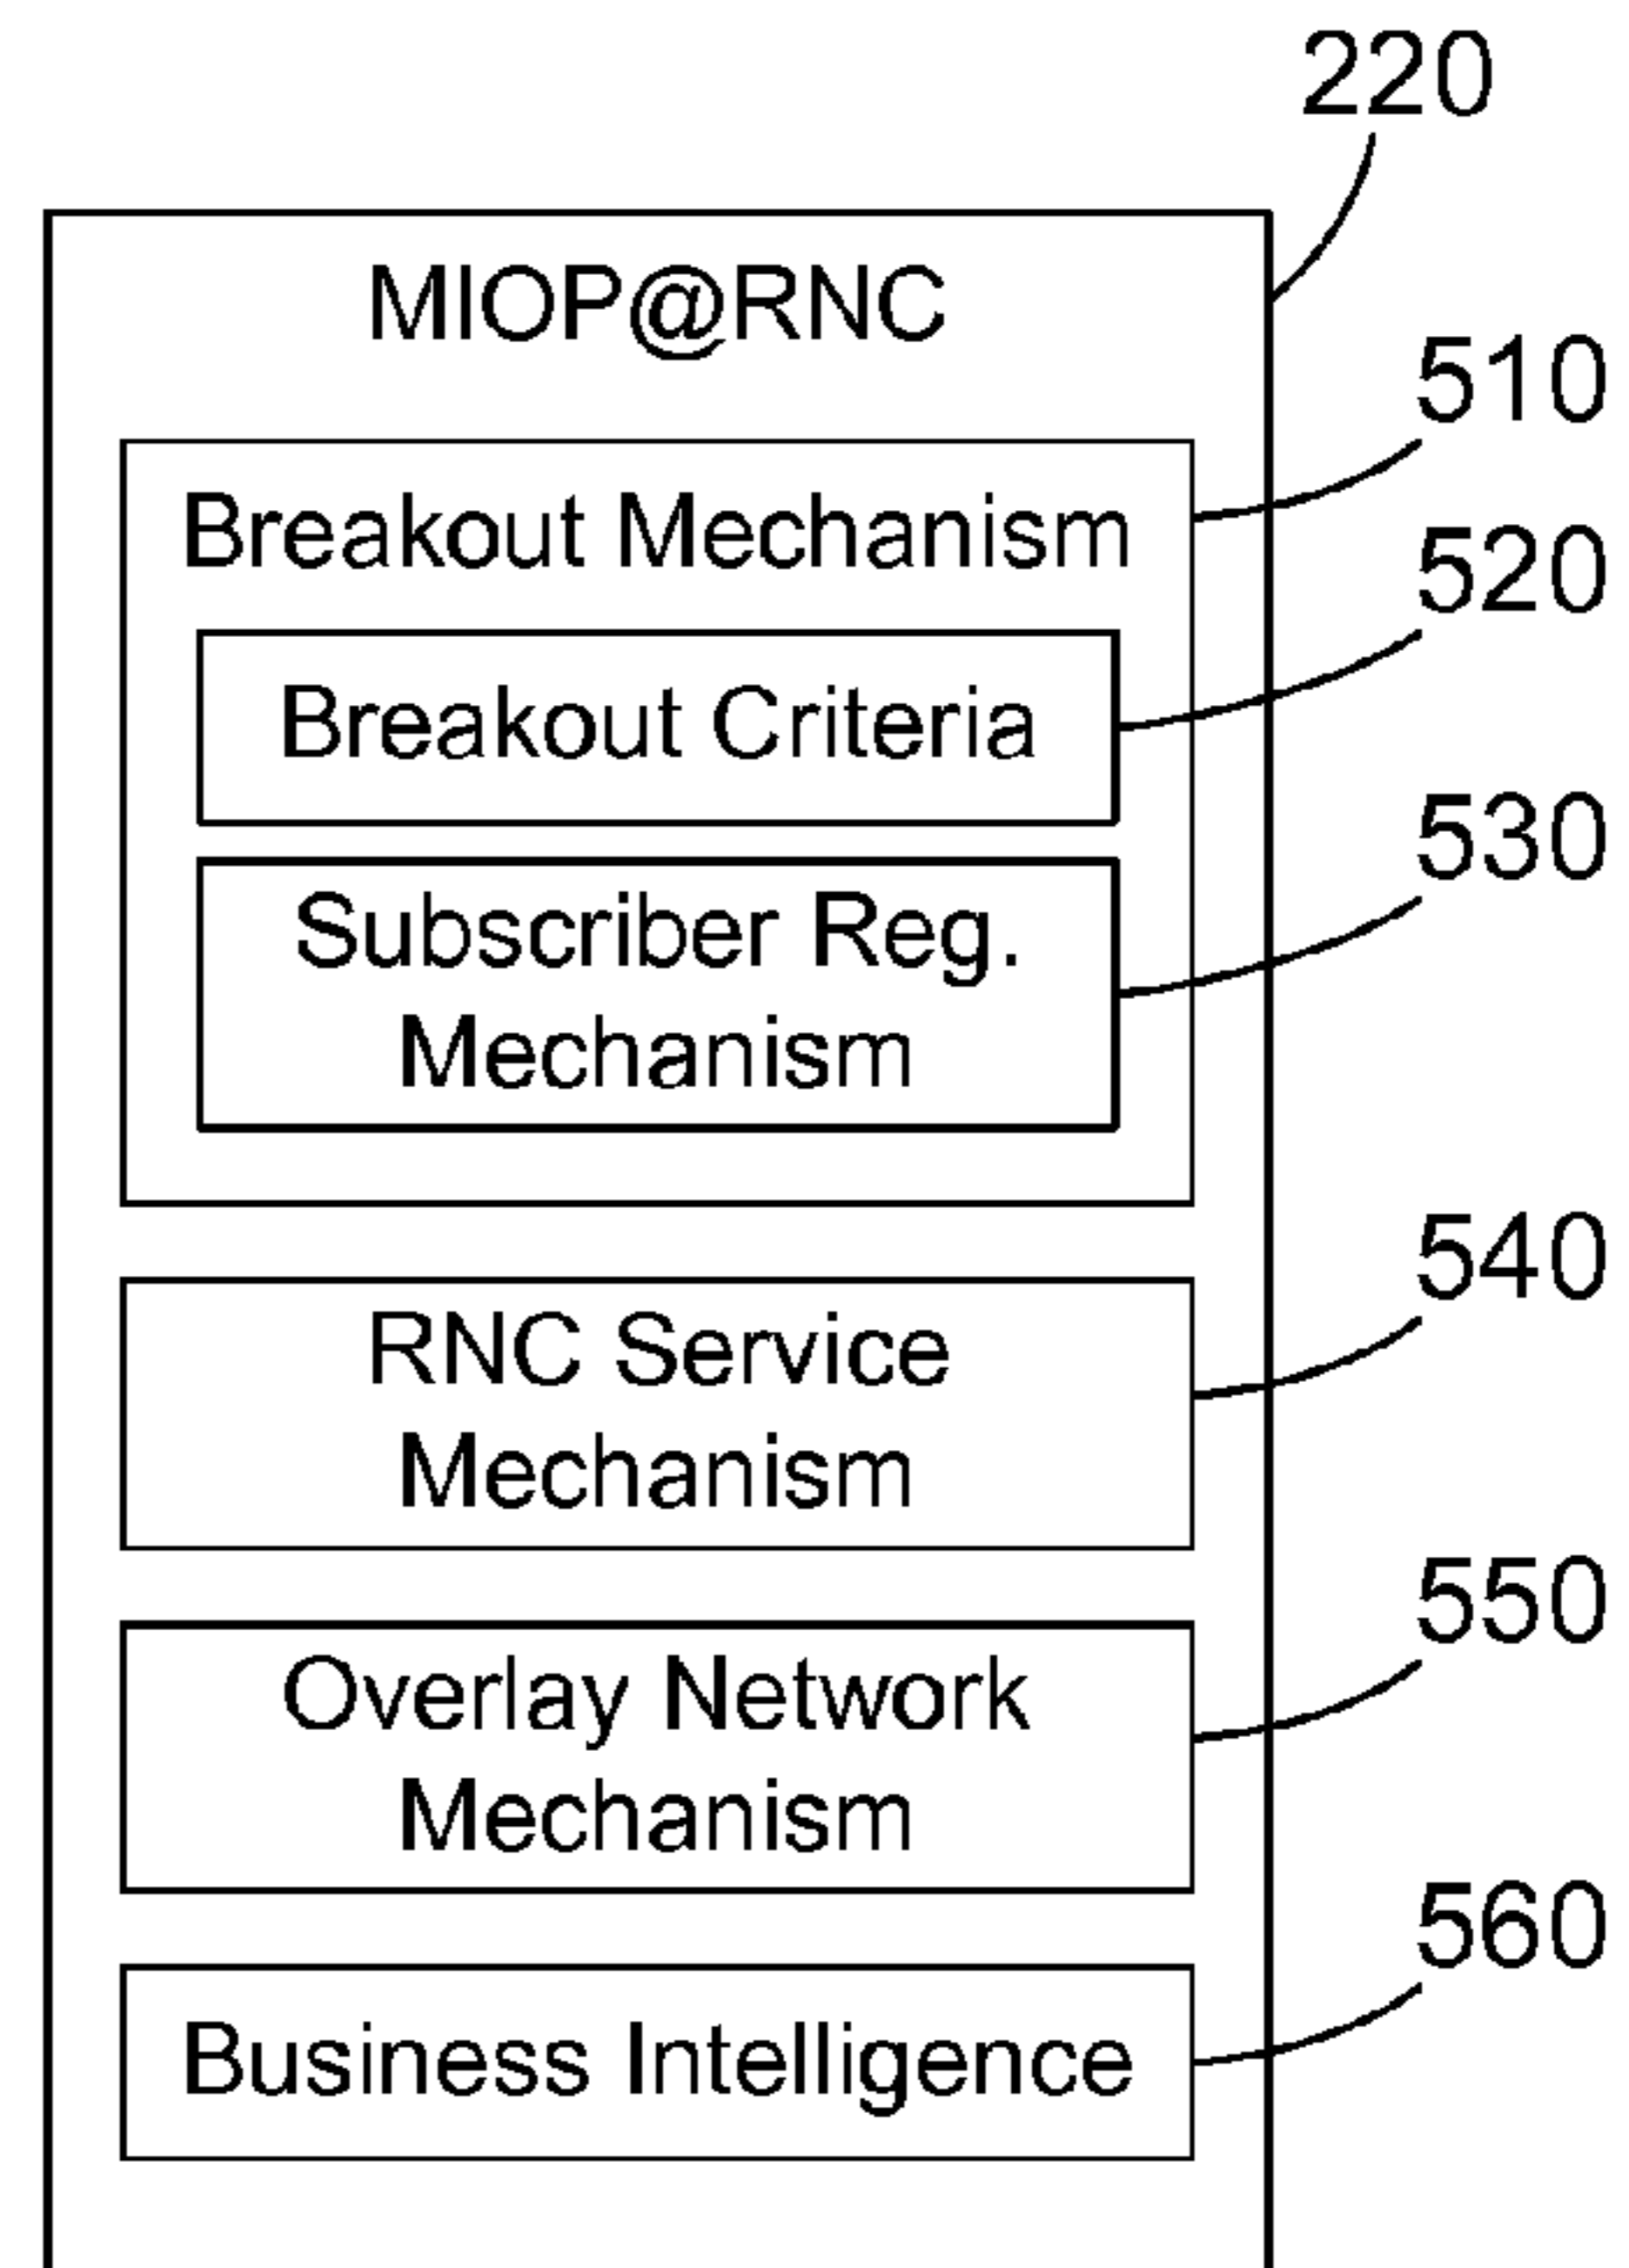 220
MIOP@RNC
510
Breakout Mechanism
520
Breakout Criteria
530
Subscriber Reg.
Mechanism
540
RNC Service
Mechanism
550
Overlay Network
Mechanism
560
Business Intelligence